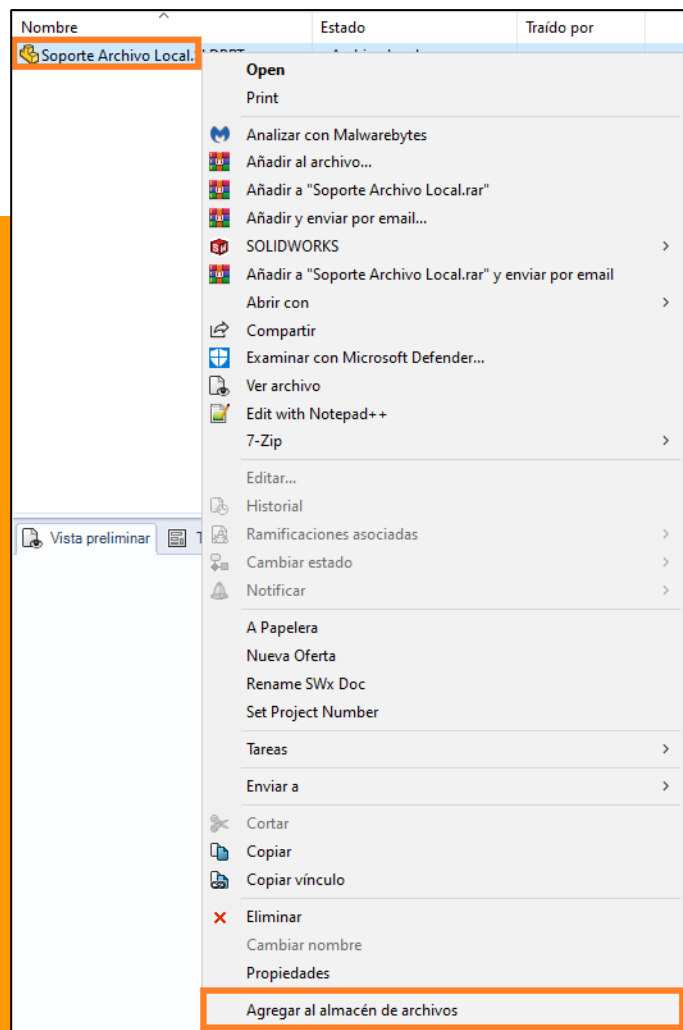 Nombre Estado Traído por
Soporte Archivo Local.
Open
Print
Analizar con Malwarebytes
Añadir al archivo...
Añadir a "Soporte Archivo Local.rar"
Añadir y enviar por email...
SOLIDWORKS
Añadir a "Soporte Archivo Local.rar" y enviar por email
Abrir con
Compartir
Examinar con Microsoft Defender...
Ver archivo
Edit with Notepad++
7-Zip
Editar...
Historial
Vista preliminar
Ramificaciones asociadas
Cambiar estado
Notificar
A Papelera
Nueva Oferta
Rename SWx Doc
Set Project Number
Tareas
Enviar a
Cortar
Copiar
Copiar vínculo
Eliminar
Cambiar nombre
Propiedades
Agregar al almacén de archivos